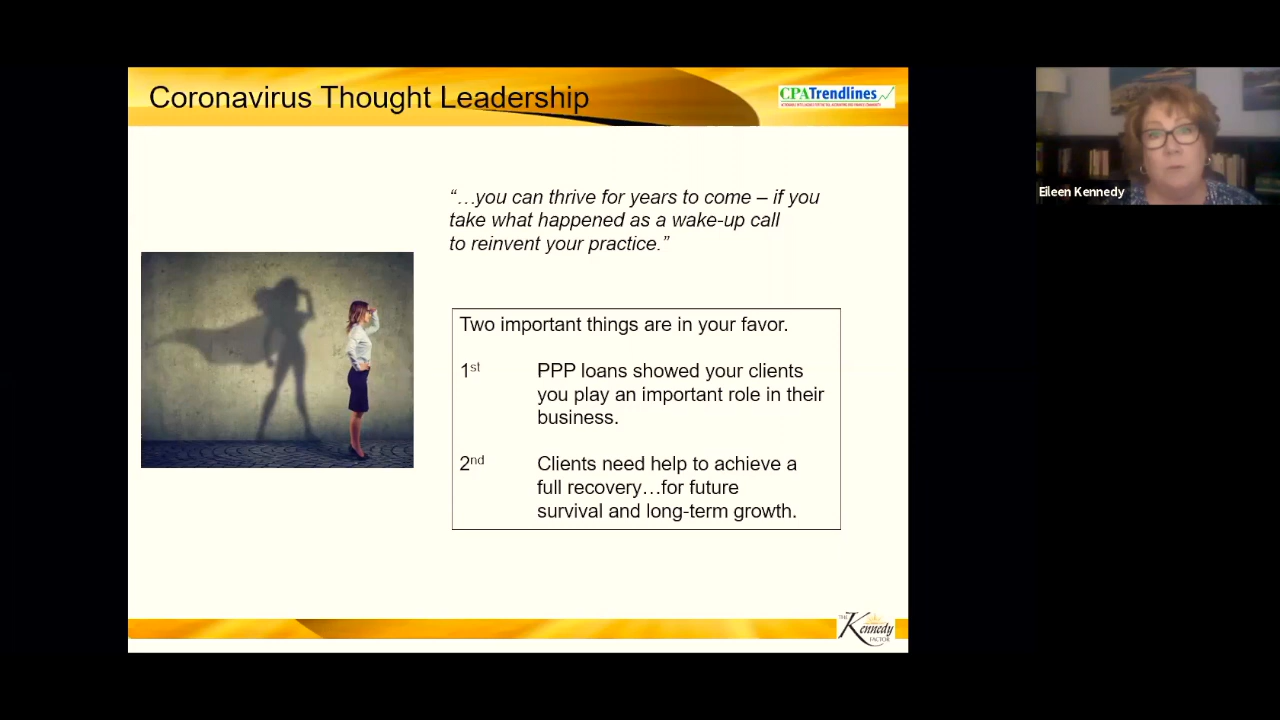 Coronavirus Thought Leadership
CPATrendlines
Eileen Kennedy
“…you can thrive for years to come – if you
take what happened as a wake-up call
to reinvent your practice.”
Two important things are in your favor.
1st PPP loans showed your clients
you play an important role in their
business.
2nd Clients need help to achieve a
full recovery…for future
survival and long-term growth.
THE
Kennedy
FACTOR